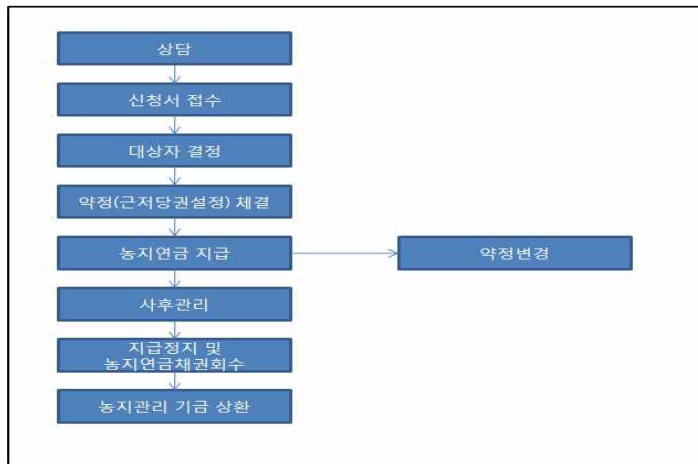 상담
신청서 접수
대상자 결정
약정(근저당권설정) 체결
농지연금 지급
약정변경
사후관리
지급정지 및
농지연금채권회수
농지관리 기금 상환